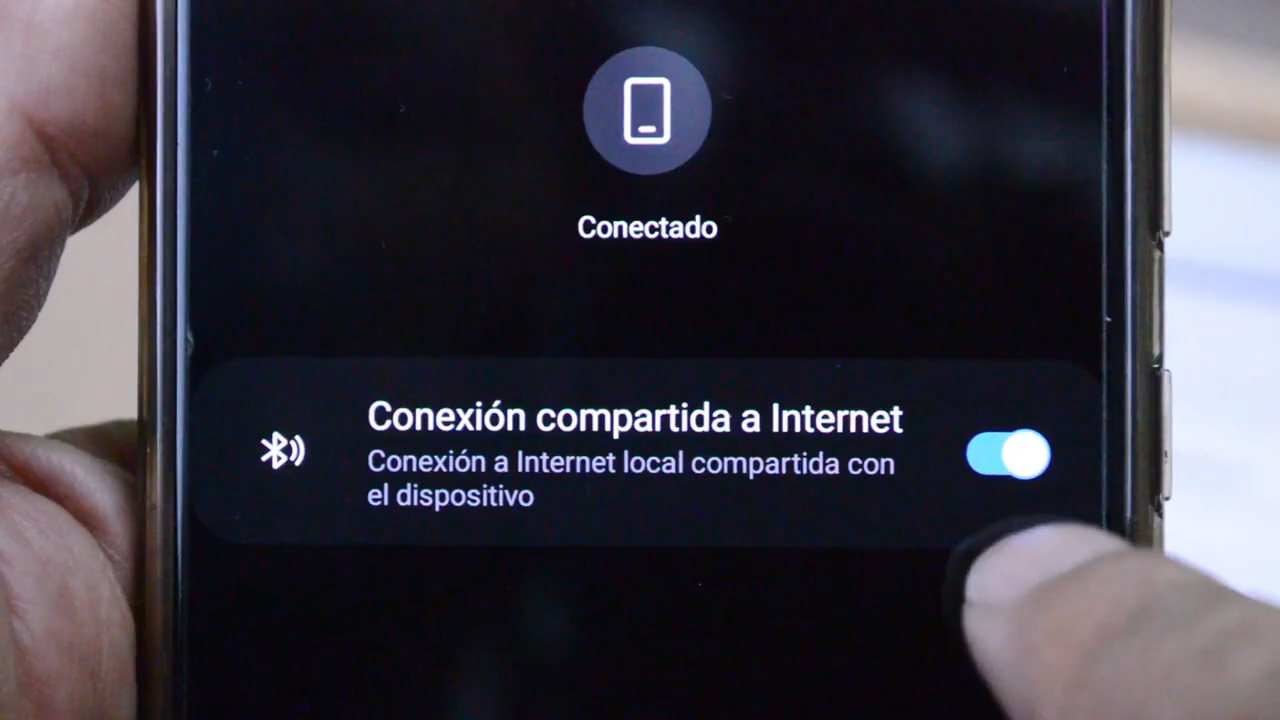 Conectado
Conexión compartida a Internet
Conexión a Internet local compartida con
el dispositivo